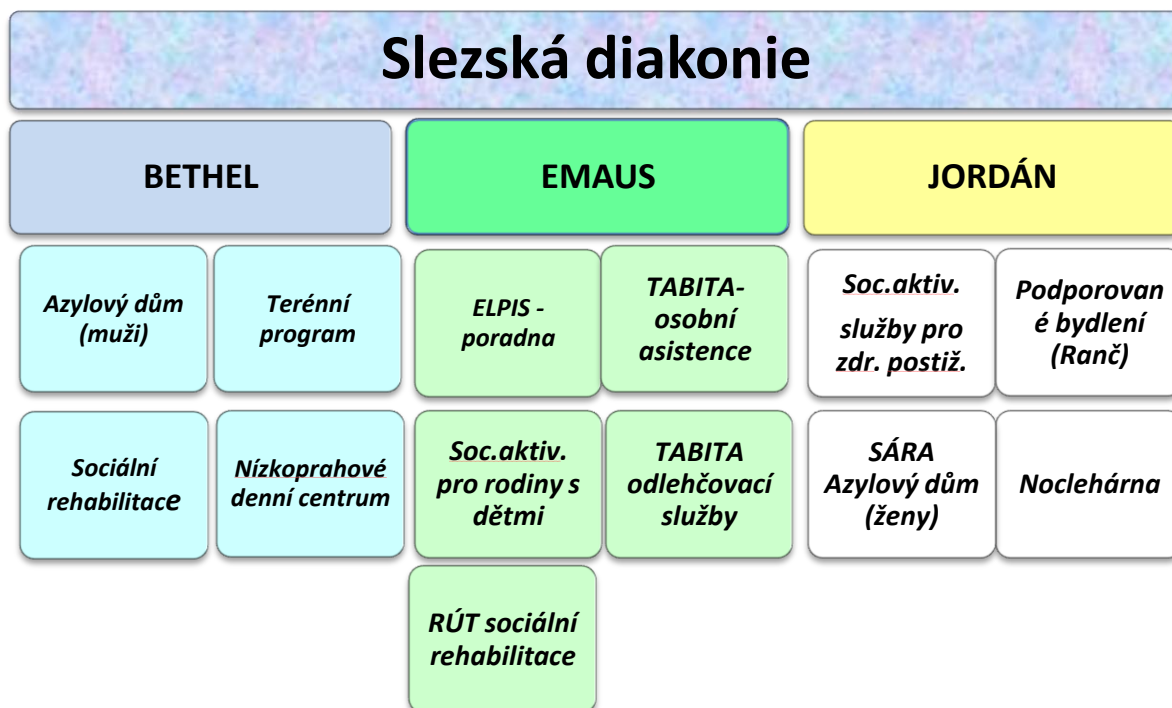 Slezská diakonie
BETHEL
EMAUS
JORDÁN
Azylový dům
(muži)
Terénní
program
ELPIS -
poradna
TABITA-
osobní
asistence
Soc.aktiv.
služby pro
zdr. postiž.
Podporovan
é bydlení
(Ranč)
Sociální
rehabilitace
Nízkoprahové
denní centrum
Soc.aktiv.
pro rodiny s
dětmi
TABITA
odlehčovací
služby
SÁRA
Azylový dům
(ženy)
Noclehárna
RÚT sociální
rehabilitace